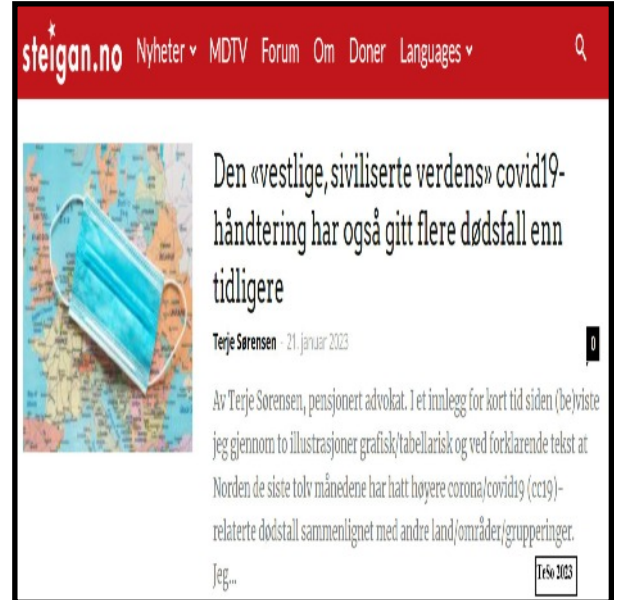 steigan.no Nyheter MDTV Forum Om Doner Languages
Den «vestlige, siviliserte verdens» covid19-
håndtering har også gitt flere dødsfall enn
tidligere
Terje Sørensen - 21. januar 2023
0
Av Terje Sørensen, pensjonert advokat. I et innlegg for kort tid siden (be)viste
jeg gjennom to illustrasjoner grafisk/tabellarisk og ved forklarende tekst at
Norden de siste tolv månedene har hatt høyere corona/covid19 (cc19)-
relaterte dødstall sammenlignet med andre land/områder/grupperinger.
Jeg...
TrSo 2023